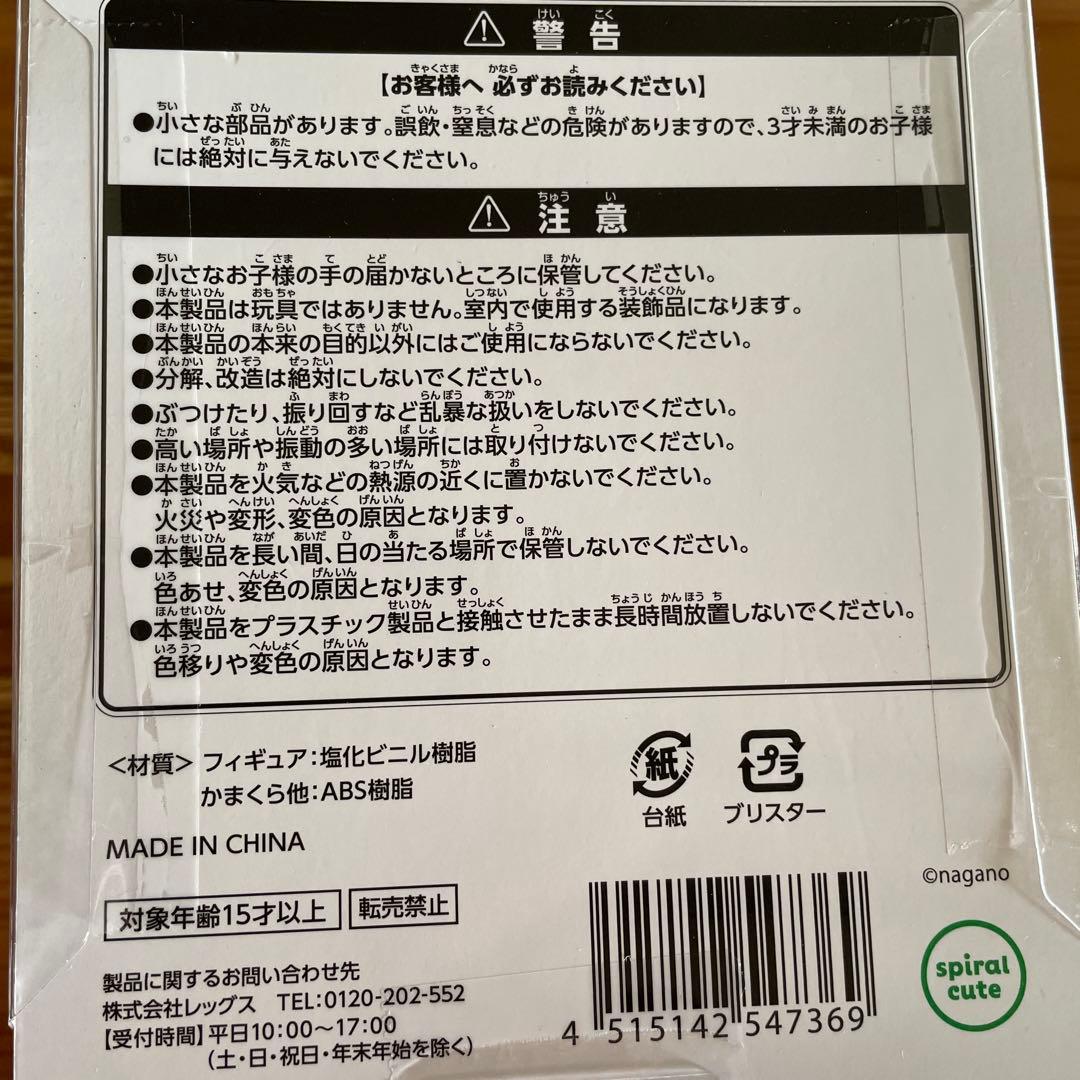 警告
【お客様へ 必ずお読みください】
●小さな部品があります。誤飲・窒息などの危険がありますので、3才未満のお子様
には絶対に与えないでください。
注意
●小さなお子様の手の届かないところに保管してください。
●本製品は玩具ではありません。室内で使用する装飾品になります。
●本製品の本来の目的以外にはご使用にならないでください。
●分解、改造は絶対にしないでください。
●ぶつけたり、振り回すなど乱暴な扱いをしないでください。
●高い場所や振動の多い場所には取り付けないでください。
●本製品を火気などの熱源の近くに置かないでください。
火災や変形、変色の原因となります。
●本製品を長い間、日の当たる場所で保管しないでください。
色あせ、変色の原因となります。
●本製品をプラスチック製品と接触させたまま長時間放置しないでください。
色移りや変色の原因となります。
<材質> フィギュア：塩化ビニル樹脂
かまくら他：ABS樹脂
紙
台紙
プラ
ブリスター
MADE IN CHINA
©nagano
対象年齢15才以上
転売禁止
製品に関するお問い合わせ先
株式会社レッグス TEL：0120-202-552
【受付時間】平日10:00～17:00
(土・日・祝日・年末年始を除く)
4 515142 547369
spiral
cute